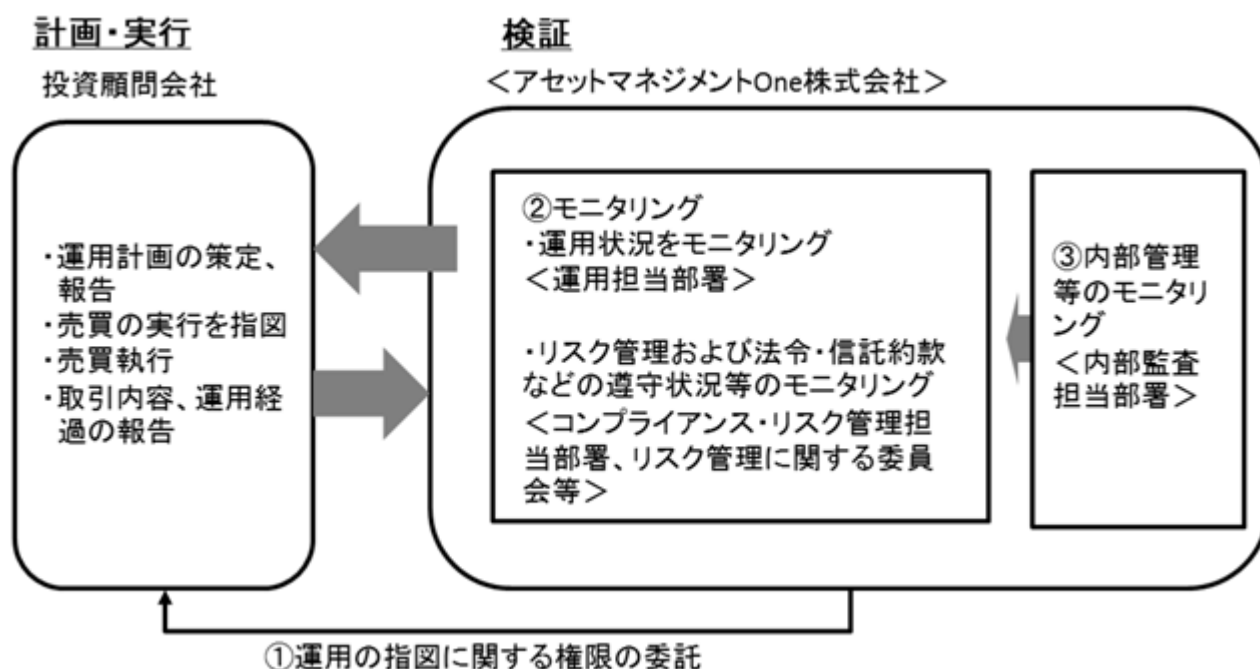 計画・実行
投資顧問会社
・運用計画の策定、
報告
・売買の実行を指図
・売買執行
・取引内容、運用経
過の報告
検証
＜アセットマネジメントOne株式会社＞
②モニタリング
・運用状況をモニタリング
＜運用担当部署＞
・リスク管理および法令・信託約款
などの遵守状況等のモニタリング
＜コンプライアンス・リスク管理担
当部署、リスク管理に関する委員
会等＞
③内部管理
等のモニタリ
ング
＜内部監査
担当部署＞
①運用の指図に関する権限の委託